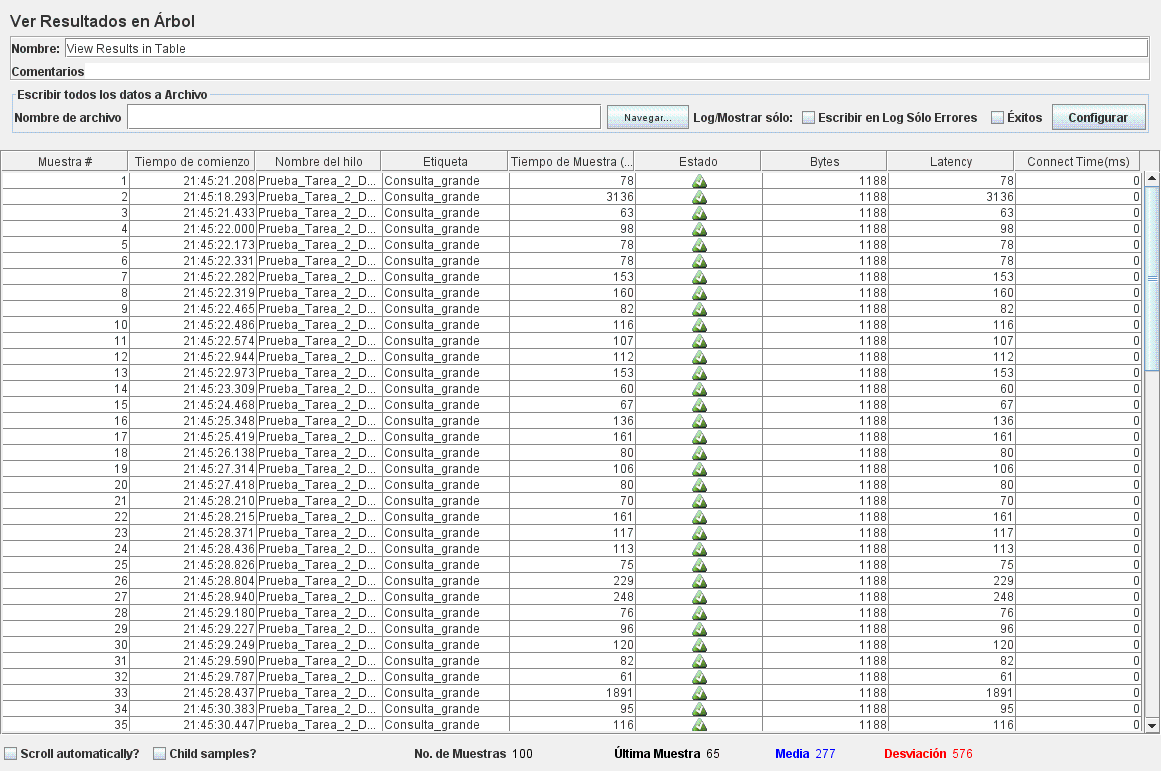 Ver Resultados en Árbol
Nombre: View Results in Table
Comentarios
Escribir todos los datos a Archivo
Nombre de archivo Navegar... Log/Mostrar sólo: Escribir en Log Sólo Errores Éxitos Configurar
Muestra # Tiempo de comienzo Nombre del hilo Etiqueta Tiempo de Muestra (... Estado Bytes Latency Connect Time(ms)
1 21:45:21.208 Prueba_Tarea_2_D... Consulta_grande 78 1188 78 0
2 21:45:18.293 Prueba_Tarea_2_D... Consulta_grande 3136 1188 3136 0
3 21:45:21.433 Prueba_Tarea_2_D... Consulta_grande 63 1188 63 0
4 21:45:22.000 Prueba_Tarea_2_D... Consulta_grande 98 1188 98 0
5 21:45:22.173 Prueba_Tarea_2_D... Consulta_grande 78 1188 78 0
6 21:45:22.331 Prueba_Tarea_2_D... Consulta_grande 78 1188 78 0
7 21:45:22.282 Prueba_Tarea_2_D... Consulta_grande 153 1188 153 0
8 21:45:22.319 Prueba_Tarea_2_D... Consulta_grande 160 1188 160 0
9 21:45:22.465 Prueba_Tarea_2_D... Consulta_grande 82 1188 82 0
10 21:45:22.486 Prueba_Tarea_2_D... Consulta_grande 116 1188 116 0
11 21:45:22.574 Prueba_Tarea_2_D... Consulta_grande 107 1188 107 0
12 21:45:22.944 Prueba_Tarea_2_D... Consulta_grande 112 1188 112 0
13 21:45:22.973 Prueba_Tarea_2_D... Consulta_grande 153 1188 153 0
14 21:45:23.309 Prueba_Tarea_2_D... Consulta_grande 60 1188 60 0
15 21:45:24.468 Prueba_Tarea_2_D... Consulta_grande 67 1188 67 0
16 21:45:25.348 Prueba_Tarea_2_D... Consulta_grande 136 1188 136 0
17 21:45:25.419 Prueba_Tarea_2_D... Consulta_grande 161 1188 161 0
18 21:45:26.138 Prueba_Tarea_2_D... Consulta_grande 80 1188 80 0
19 21:45:27.314 Prueba_Tarea_2_D... Consulta_grande 106 1188 106 0
20 21:45:27.418 Prueba_Tarea_2_D... Consulta_grande 80 1188 80 0
21 21:45:28.210 Prueba_Tarea_2_D... Consulta_grande 70 1188 70 0
22 21:45:28.215 Prueba_Tarea_2_D... Consulta_grande 161 1188 161 0
23 21:45:28.371 Prueba_Tarea_2_D... Consulta_grande 117 1188 117 0
24 21:45:28.436 Prueba_Tarea_2_D... Consulta_grande 113 1188 113 0
25 21:45:28.826 Prueba_Tarea_2_D... Consulta_grande 75 1188 75 0
26 21:45:28.804 Prueba_Tarea_2_D... Consulta_grande 229 1188 229 0
27 21:45:28.940 Prueba_Tarea_2_D... Consulta_grande 248 1188 248 0
28 21:45:29.180 Prueba_Tarea_2_D... Consulta_grande 76 1188 76 0
29 21:45:29.227 Prueba_Tarea_2_D... Consulta_grande 96 1188 96 0
30 21:45:29.249 Prueba_Tarea_2_D... Consulta_grande 120 1188 120 0
31 21:45:29.590 Prueba_Tarea_2_D... Consulta_grande 82 1188 82 0
32 21:45:29.787 Prueba_Tarea_2_D... Consulta_grande 61 1188 61 0
33 21:45:28.437 Prueba_Tarea_2_D... Consulta_grande 1891 1188 1891 0
34 21:45:30.383 Prueba_Tarea_2_D... Consulta_grande 95 1188 95 0
35 21:45:30.447 Prueba_Tarea_2_D... Consulta_grande 116 1188 116 0
Scroll automatically? Child samples? No. de Muestras 100 Última Muestra 65 Media 277 Desviación 576